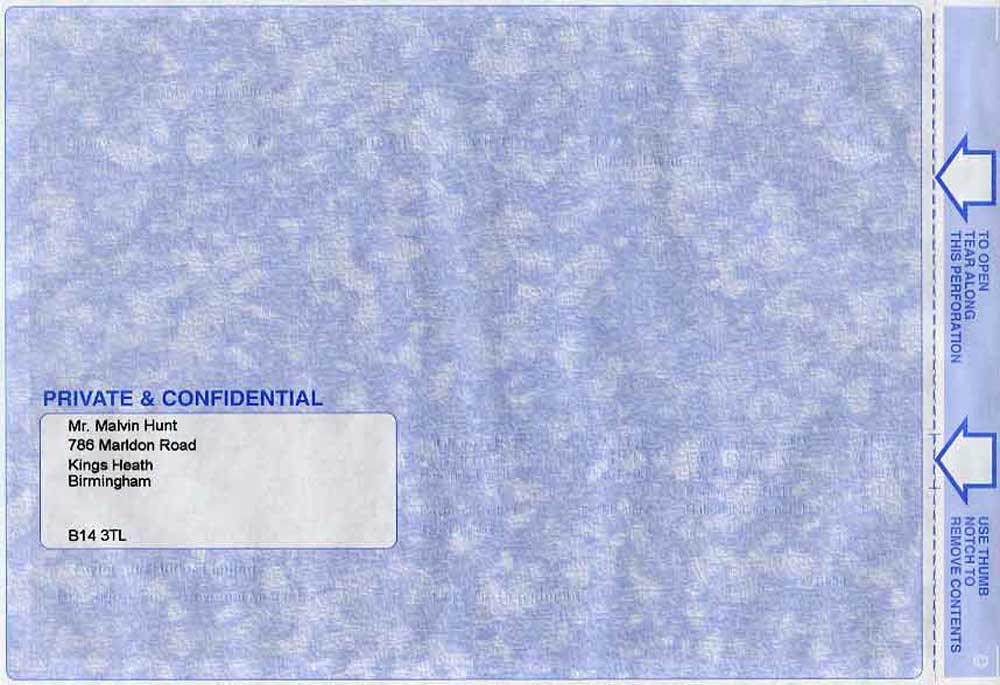 PRIVATE & CONFIDENTIAL
Mr. Malvin Hunt
786 Marldon Road
Kings Heath
Birmingham
B14 3TL
TO OPEN
TEAR ALONG
THIS PERFORATION
USE THUMB
NOTCH TO
REMOVE CONTENTS